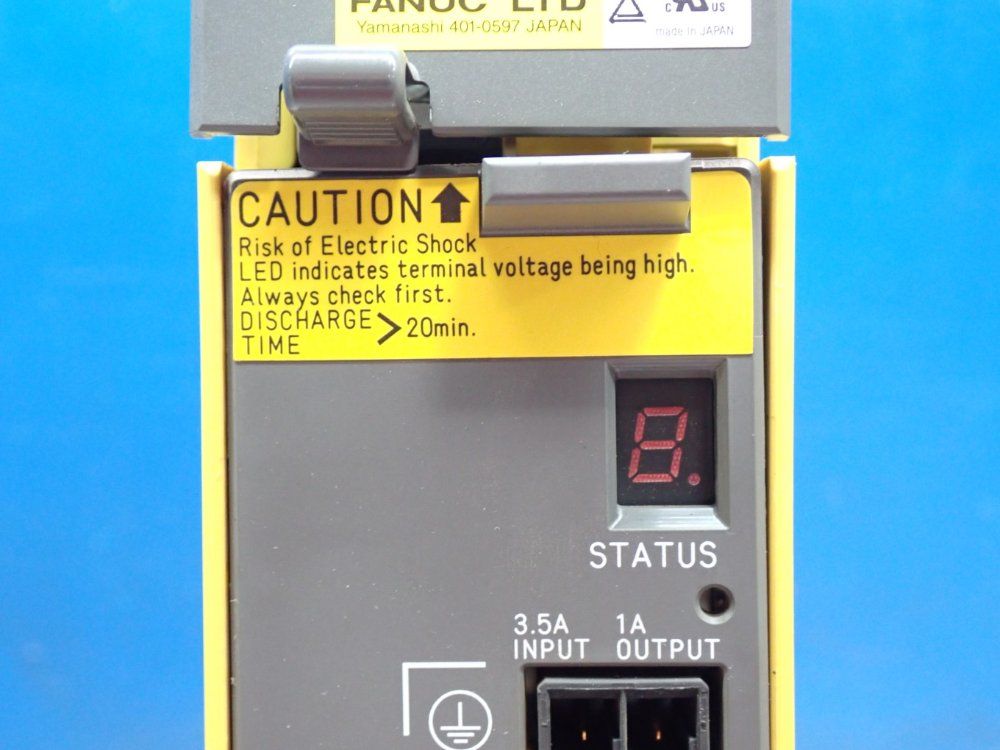 FANUC LTD
Yamanashi 401-0597 JAPAN
C US
made in JAPAN
CAUTION
Risk of Electric Shock
LED indicates terminal voltage being high.
Always check first.
DISCHARGE TIME > 20min.
8.
STATUS
3.5A INPUT
1A OUTPUT